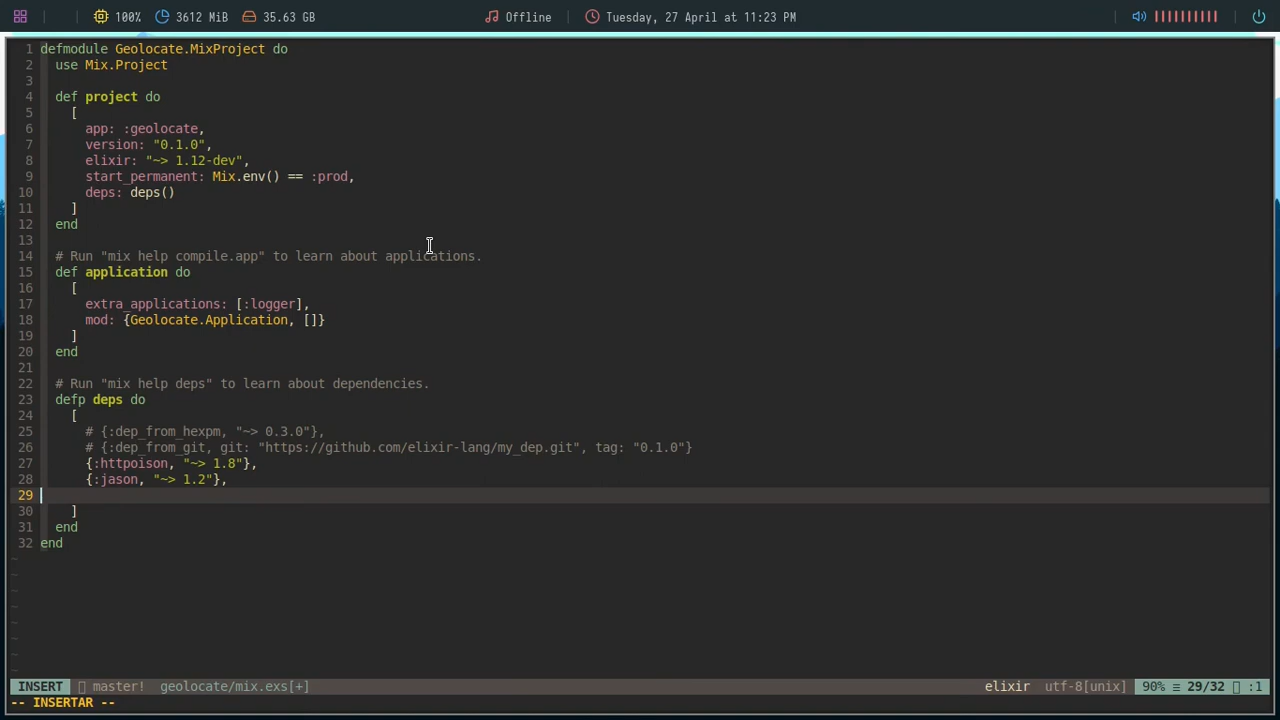 100% 3612 MiB 35.63 GB Offline Tuesday, 27 April at 11:23 PM
1 defmodule Geolocate.MixProject do
2   use Mix.Project
3
4   def project do
5     [
6       app: :geolocate,
7       version: "0.1.0",
8       elixir: "~> 1.12-dev",
9       start_permanent: Mix.env() == :prod,
10       deps: deps()
11     ]
12   end
13
14   # Run "mix help compile.app" to learn about applications.
15   def application do
16     [
17       extra_applications: [:logger],
18       mod: {Geolocate.Application, []}
19     ]
20   end
21
22   # Run "mix help deps" to learn about dependencies.
23   defp deps do
24     [
25       # {:dep_from_hexpm, "~> 0.3.0"},
26       # {:dep_from_git, git: "https://github.com/elixir-lang/my_dep.git", tag: "0.1.0"}
27       {:httpoison, "~> 1.8"},
28       {:jason, "~> 1.2"},
29
30     ]
31   end
32 end
~
~
~
~
~
~
~
~
INSERT master! geolocate/mix.exs[+] elixir utf-8[unix] 90% ≡ 29/32 :1
-- INSERTAR --